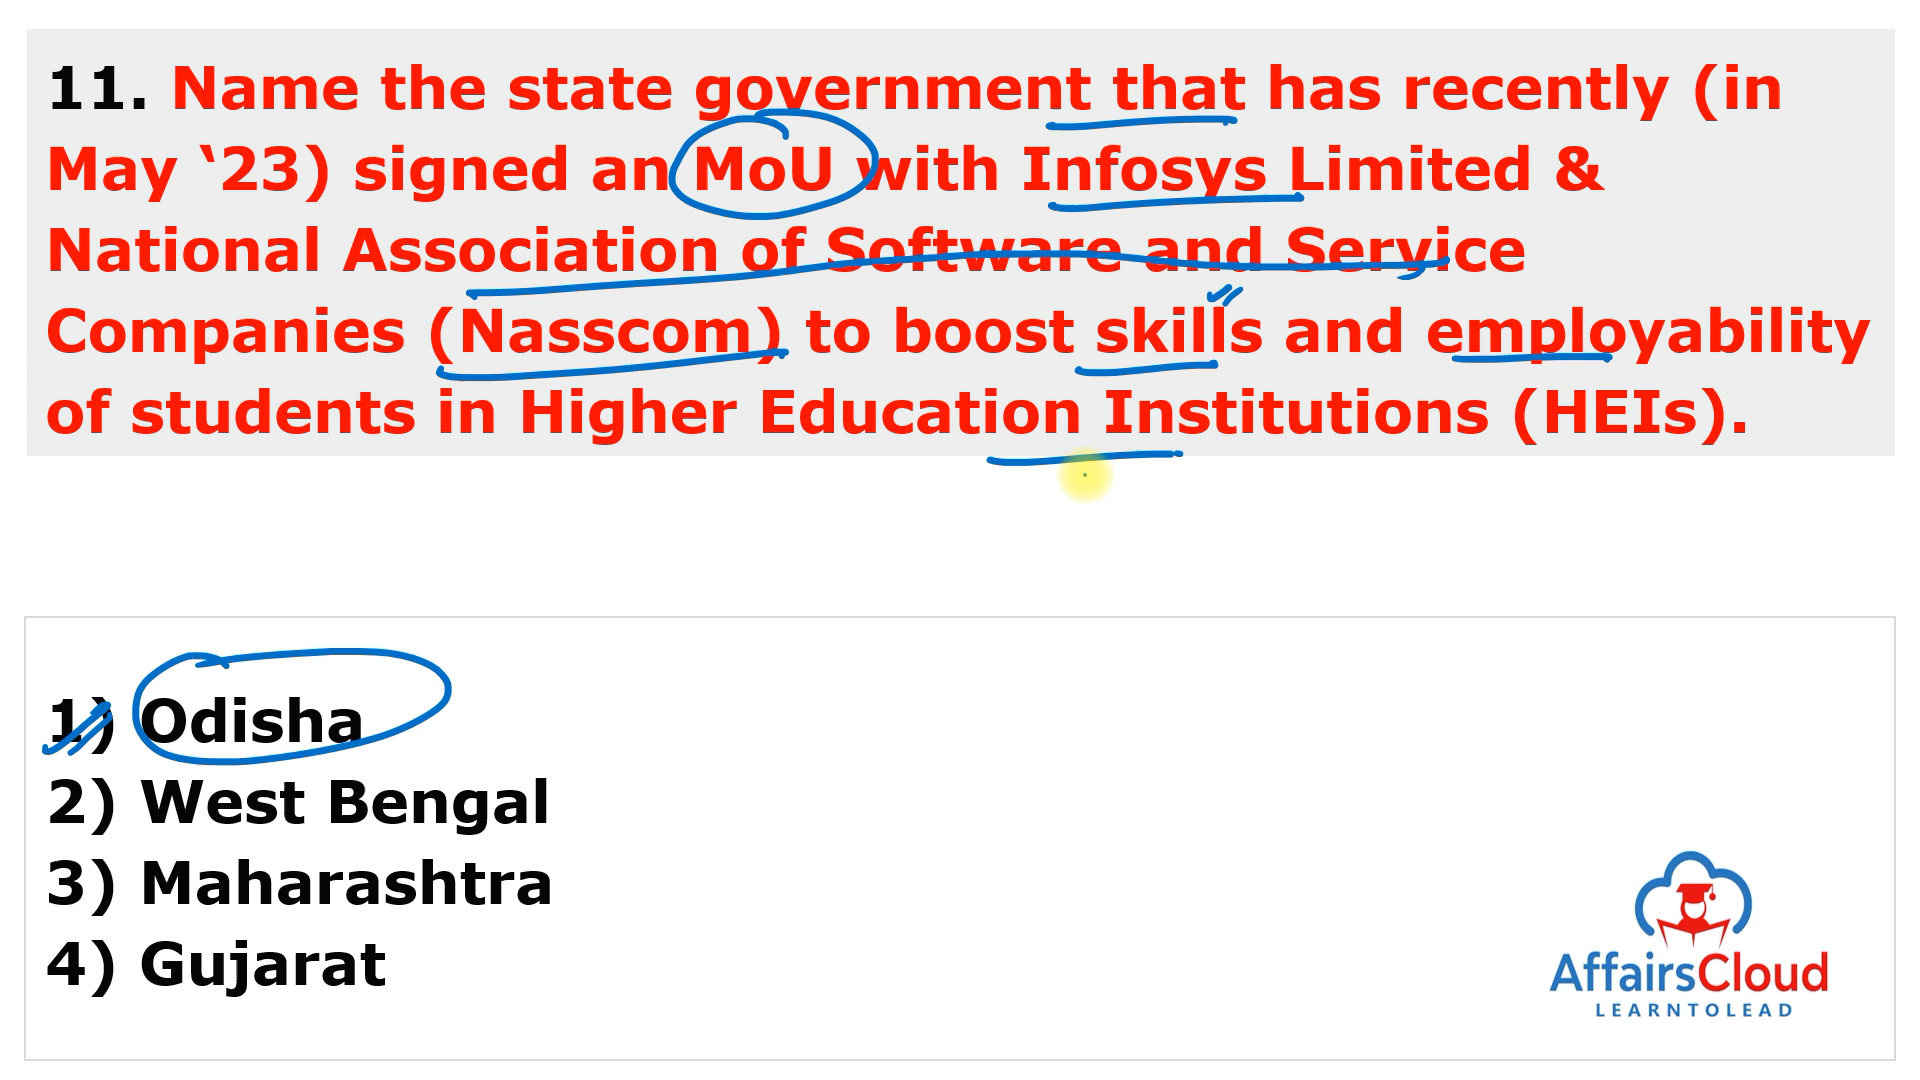 11. Name the state government that has recently (in
May ‘23) signed an MoU with Infosys Limited &
National Association of Software and Service
Companies (Nasscom) to boost skills and employability
of students in Higher Education Institutions (HEIs).
1) Odisha
2) West Bengal
3) Maharashtra
4) Gujarat
AffairsCloud
LEARNTOLEAD